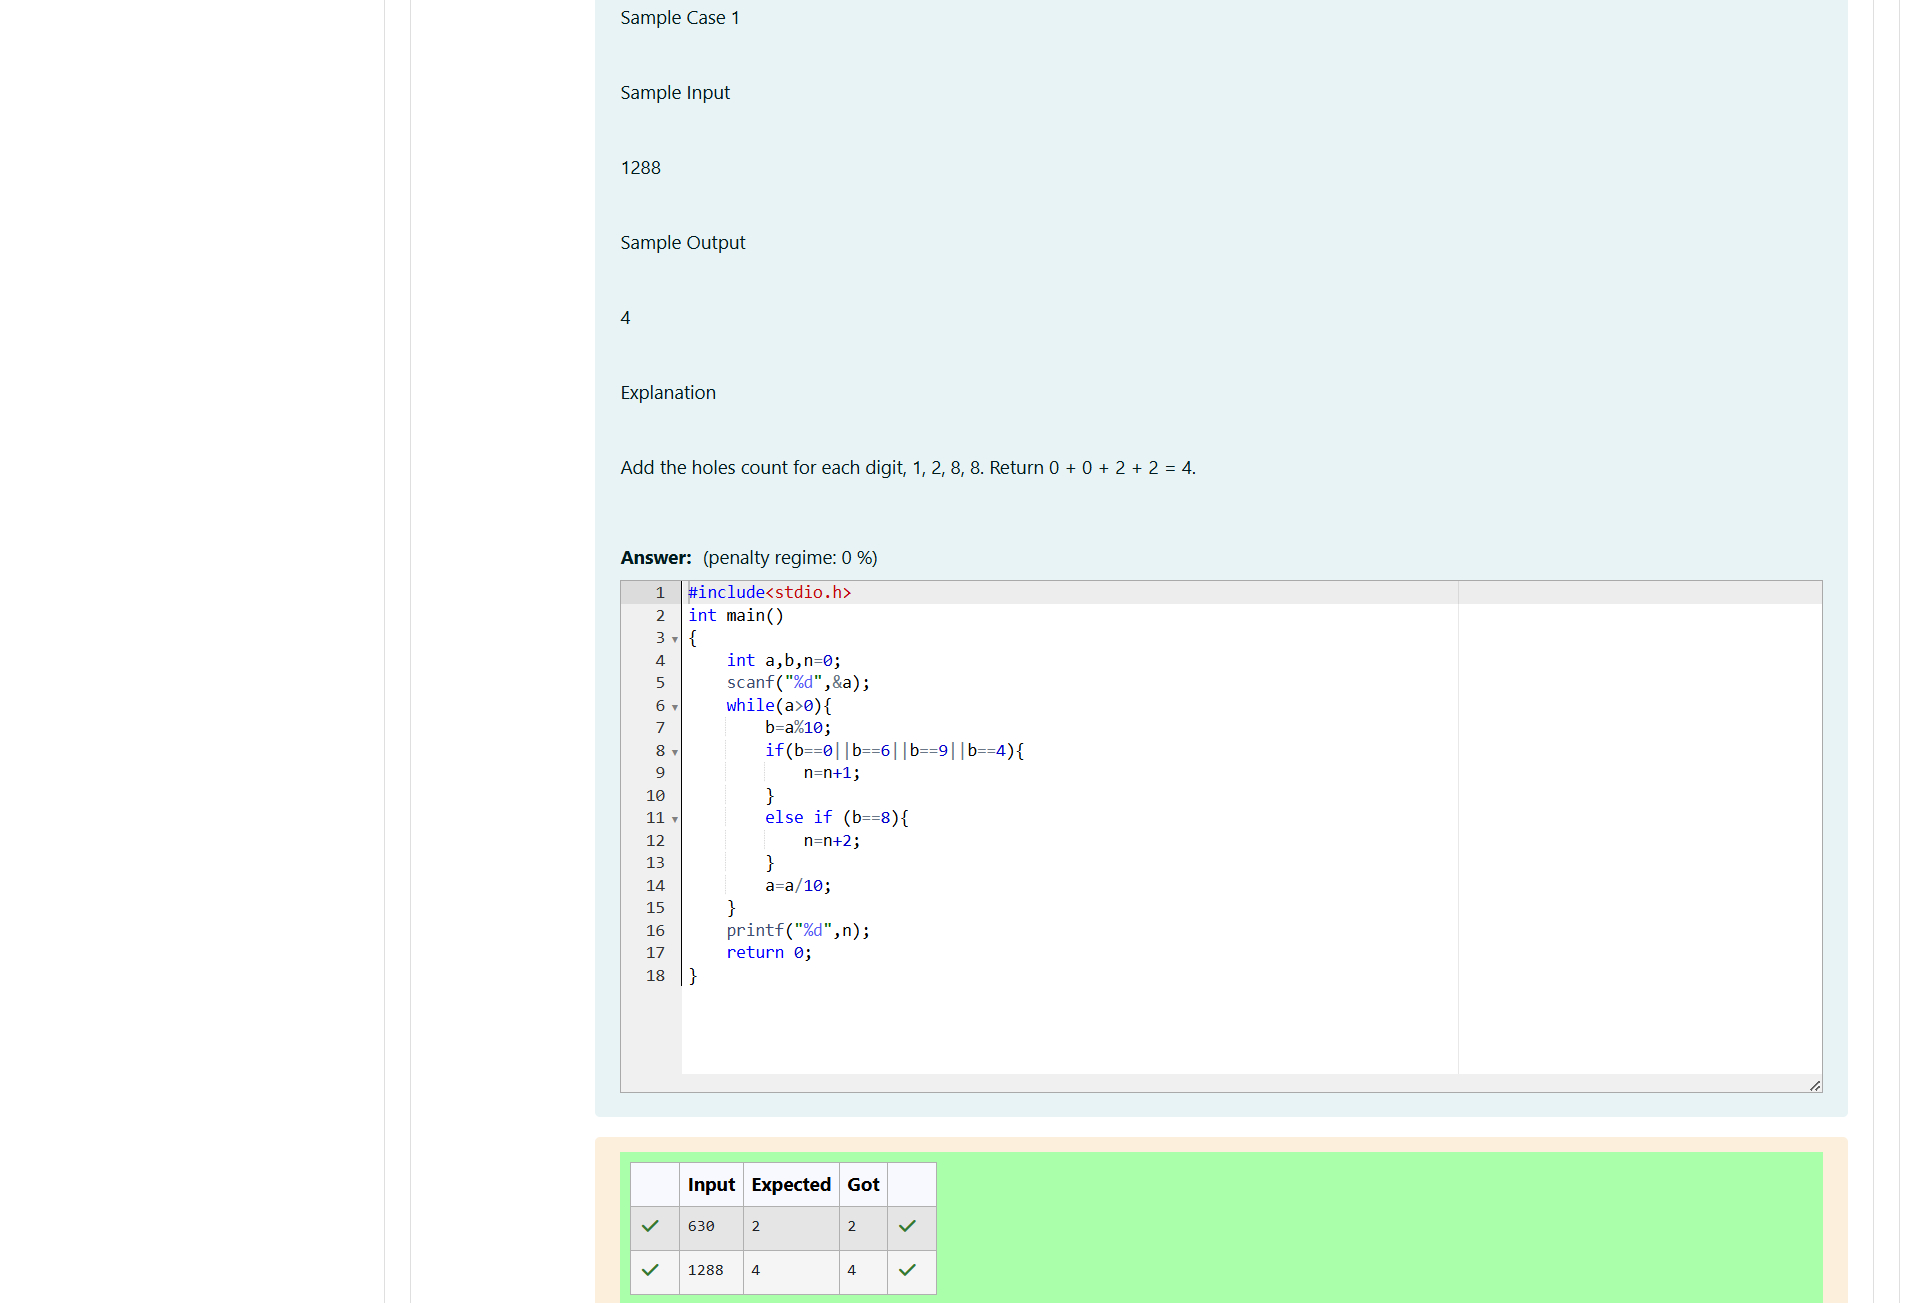 Sample Case 1
Sample Input
1288
Sample Output
4
Explanation
Add the holes count for each digit, 1, 2, 8, 8. Return 0 + 0 + 2 + 2 = 4.
Answer: (penalty regime: 0 %)
1 #include<stdio.h>
2 int main()
3 {
4     int a,b,n=0;
5     scanf("%d",&a);
6     while(a>0){
7         b=a%10;
8         if(b==0||b==6||b==9||b==4){
9             n=n+1;
10         }
11         else if (b==8){
12             n=n+2;
13         }
14         a=a/10;
15     }
16     printf("%d",n);
17     return 0;
18 }
Input Expected Got
630 2 2
1288 4 4